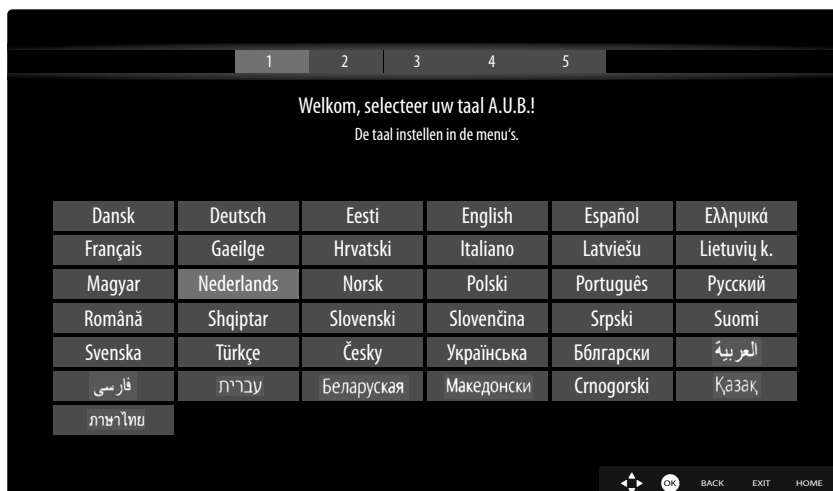 1 2 3 4 5
Welkom, selecteer uw taal A.U.B.!
De taal instellen in de menu's.
Dansk Deutsch Eesti English Español Ελληυικά
Français Gaeilge Hrvatski Italiano Latviešu Lietuvių k.
Magyar Nederlands Norsk Polski Português Русский
Română Shqiptar Slovenski Slovenčina Srpski Suomi
Svenska Türkçe Česky Українська Бблгарски العربية
فارسی עברית Беларуская Македонски Crnogorski Қазақ
ภาษาไทย
OK BACK EXIT HOME